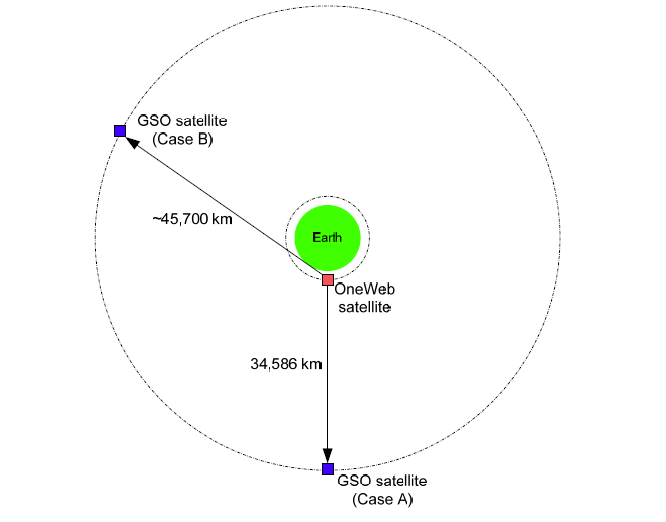 GSO satellite
(Case B)
~45,700 km
Earth
OneWeb
satellite
34,586 km
GSO satellite
(Case A)